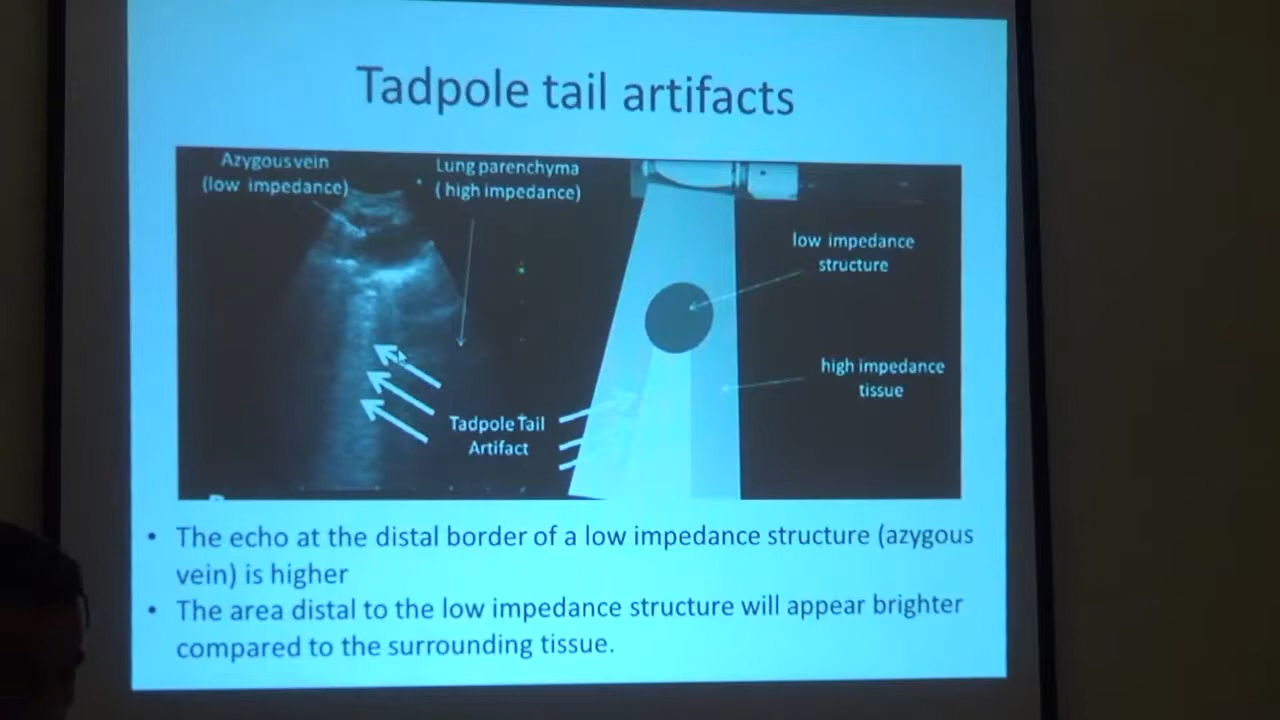 Tadpole tail artifacts
Azygous vein
(low impedance)
Lung parenchyma
( high impedance)
low impedance
structure
high impedance
tissue
Tadpole Tail
Artifact
• The echo at the distal border of a low impedance structure (azygous
vein) is higher
• The area distal to the low impedance structure will appear brighter
compared to the surrounding tissue.